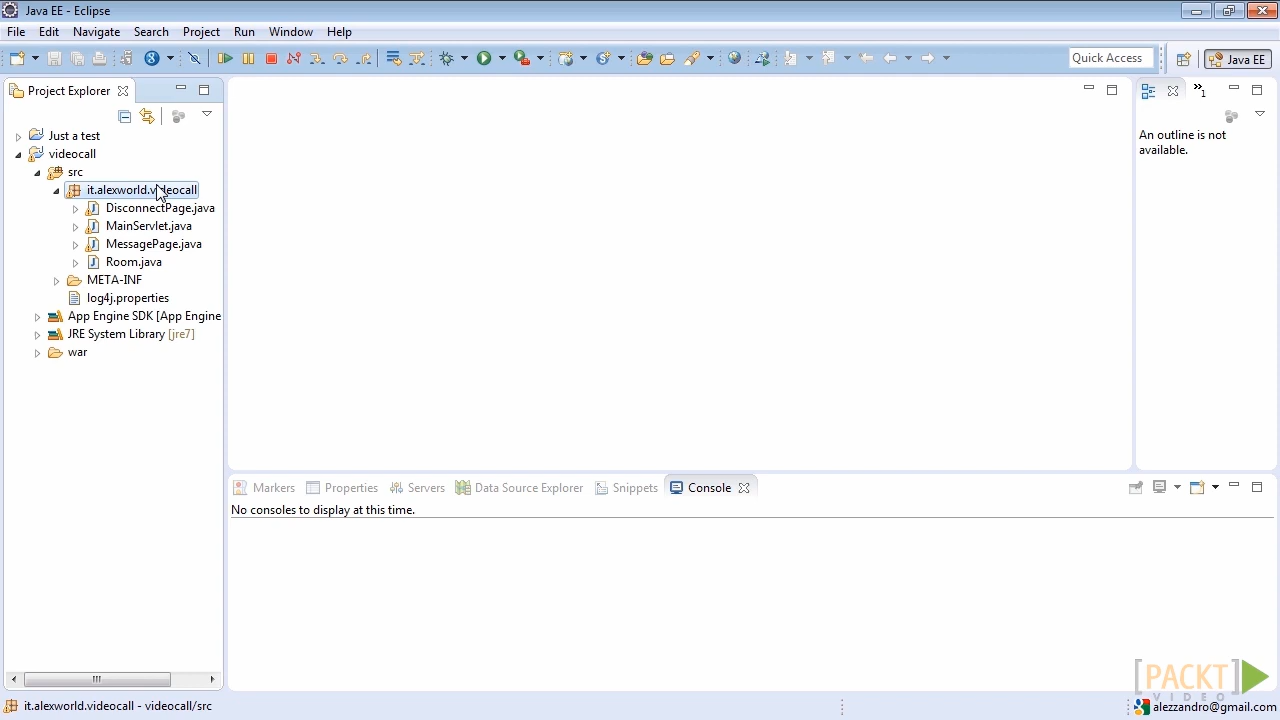 Java EE - Eclipse
File Edit Navigate Search Project Run Window Help
Quick Access
Java EE
Project Explorer
1
Just a test
videocall
src
it.alexworld.videocall
DisconnectPage.java
MainServlet.java
MessagePage.java
Room.java
META-INF
log4j.properties
App Engine SDK [App Engine
JRE System Library [jre7]
war
An outline is not
available.
Markers Properties Servers Data Source Explorer Snippets Console
No consoles to display at this time.
[PACKT]
VIDEO
it.alexworld.videocall - videocall/src
alezzandro@gmail.com